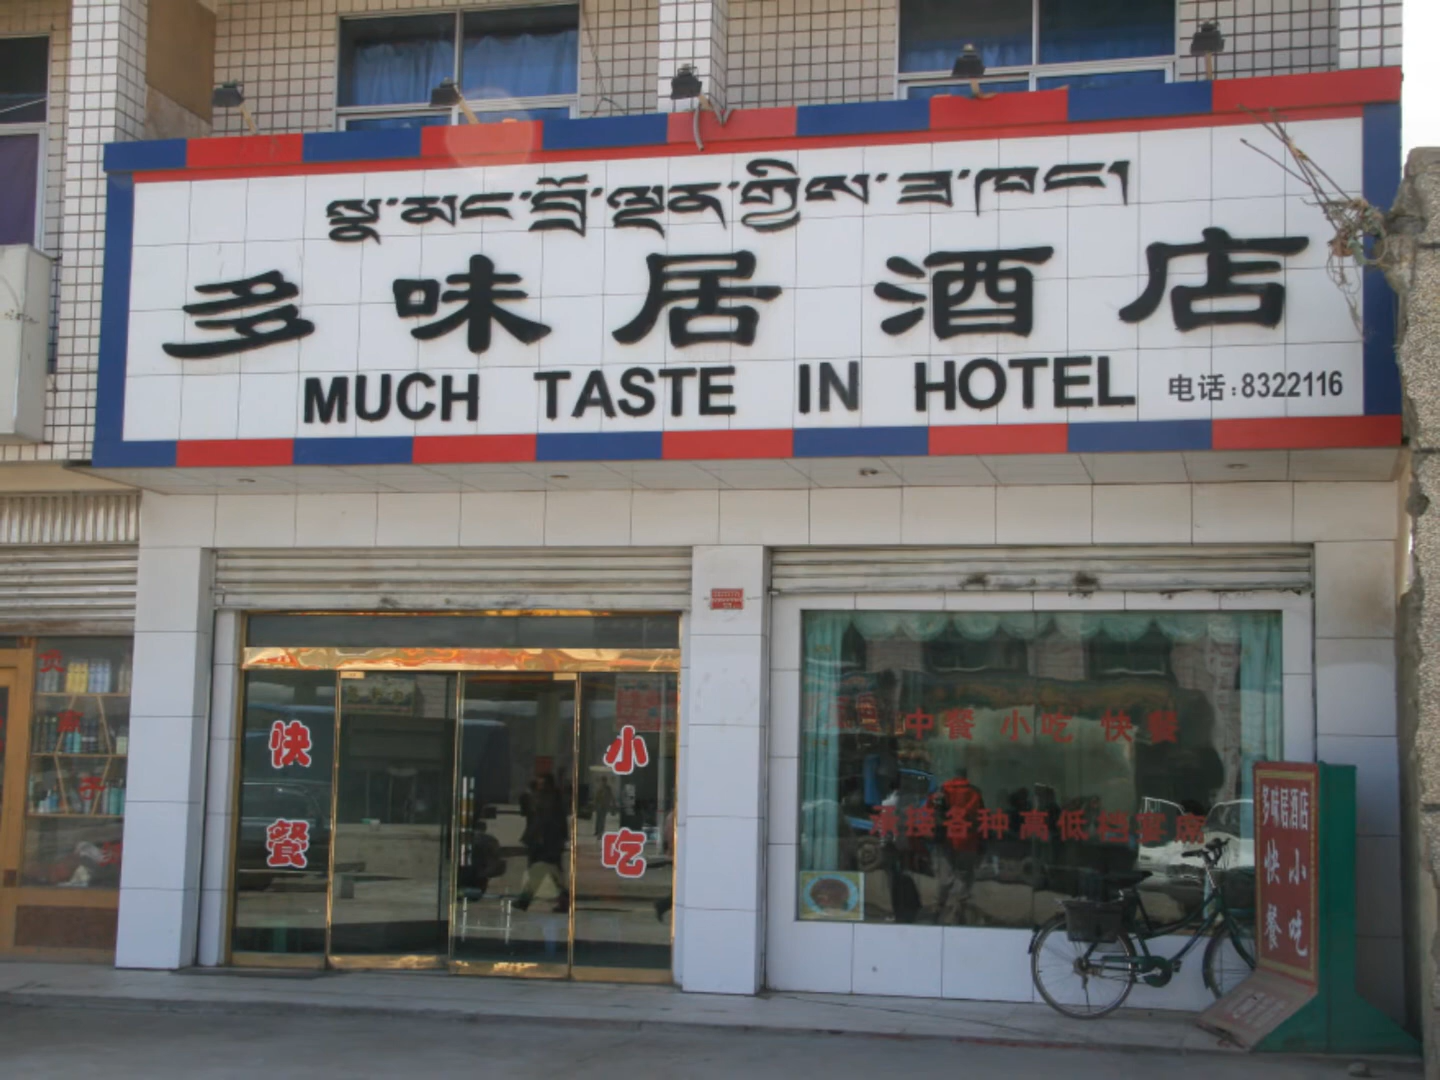 སྣ་མང་བྲོ་ལྡན་གྱིས་ཟ་ཁང་།
多味居酒店
MUCH TASTE IN HOTEL
电话:8322116
快餐
小吃
中餐 小吃 快餐
承接各种高低档宴席
多味居酒店
快餐
小吃